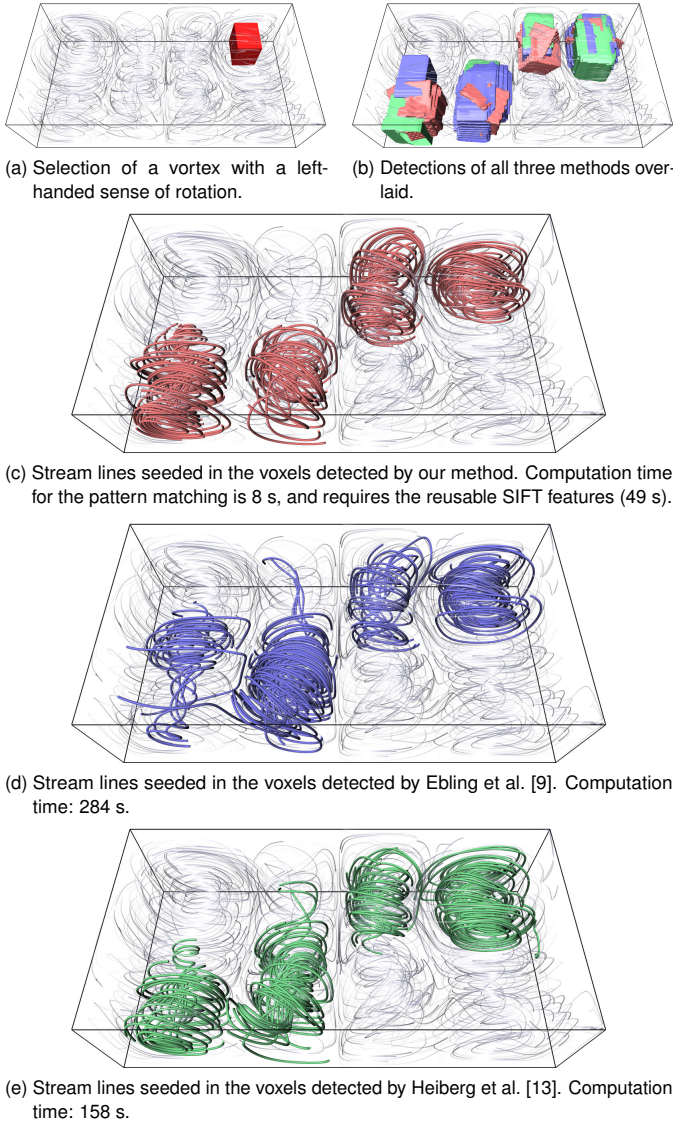 (a) Selection of a vortex with a left-
handed sense of rotation.
(b) Detections of all three methods over-
laid.
(c) Stream lines seeded in the voxels detected by our method. Computation time
for the pattern matching is 8 s, and requires the reusable SIFT features (49 s).
(d) Stream lines seeded in the voxels detected by Ebling et al. [9]. Computation
time: 284 s.
(e) Stream lines seeded in the voxels detected by Heiberg et al. [13]. Computation
time: 158 s.